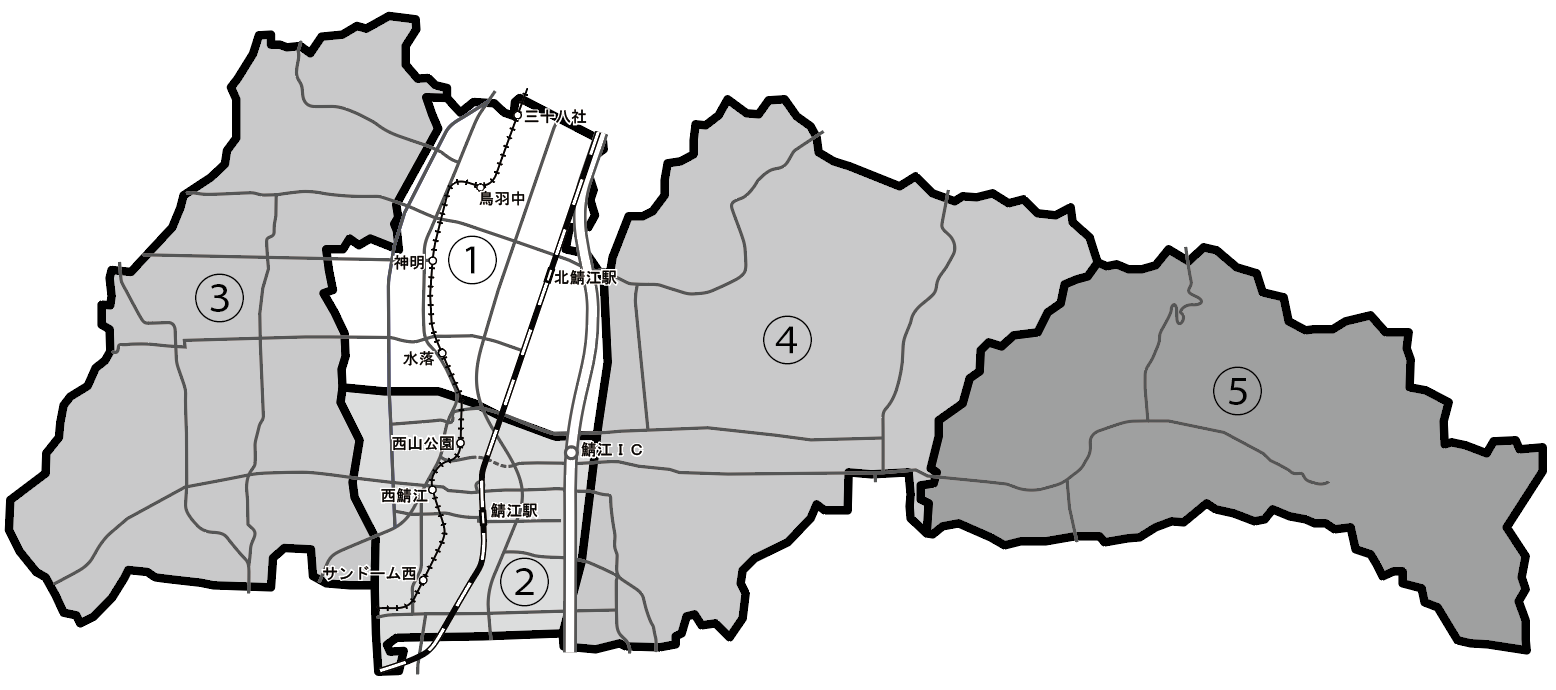 三十八社
鳥羽中
神明
①
北鯖江駅
③
水落
④
⑤
西山公園
鯖江ＩＣ
西鯖江
鯖江駅
サンドーム西
②